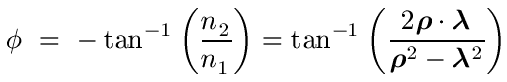 ϕ = − tan⁻¹ (n₂/n₁) = tan⁻¹ (2𝝆 · 𝝀 / (𝝆² − 𝝀²))